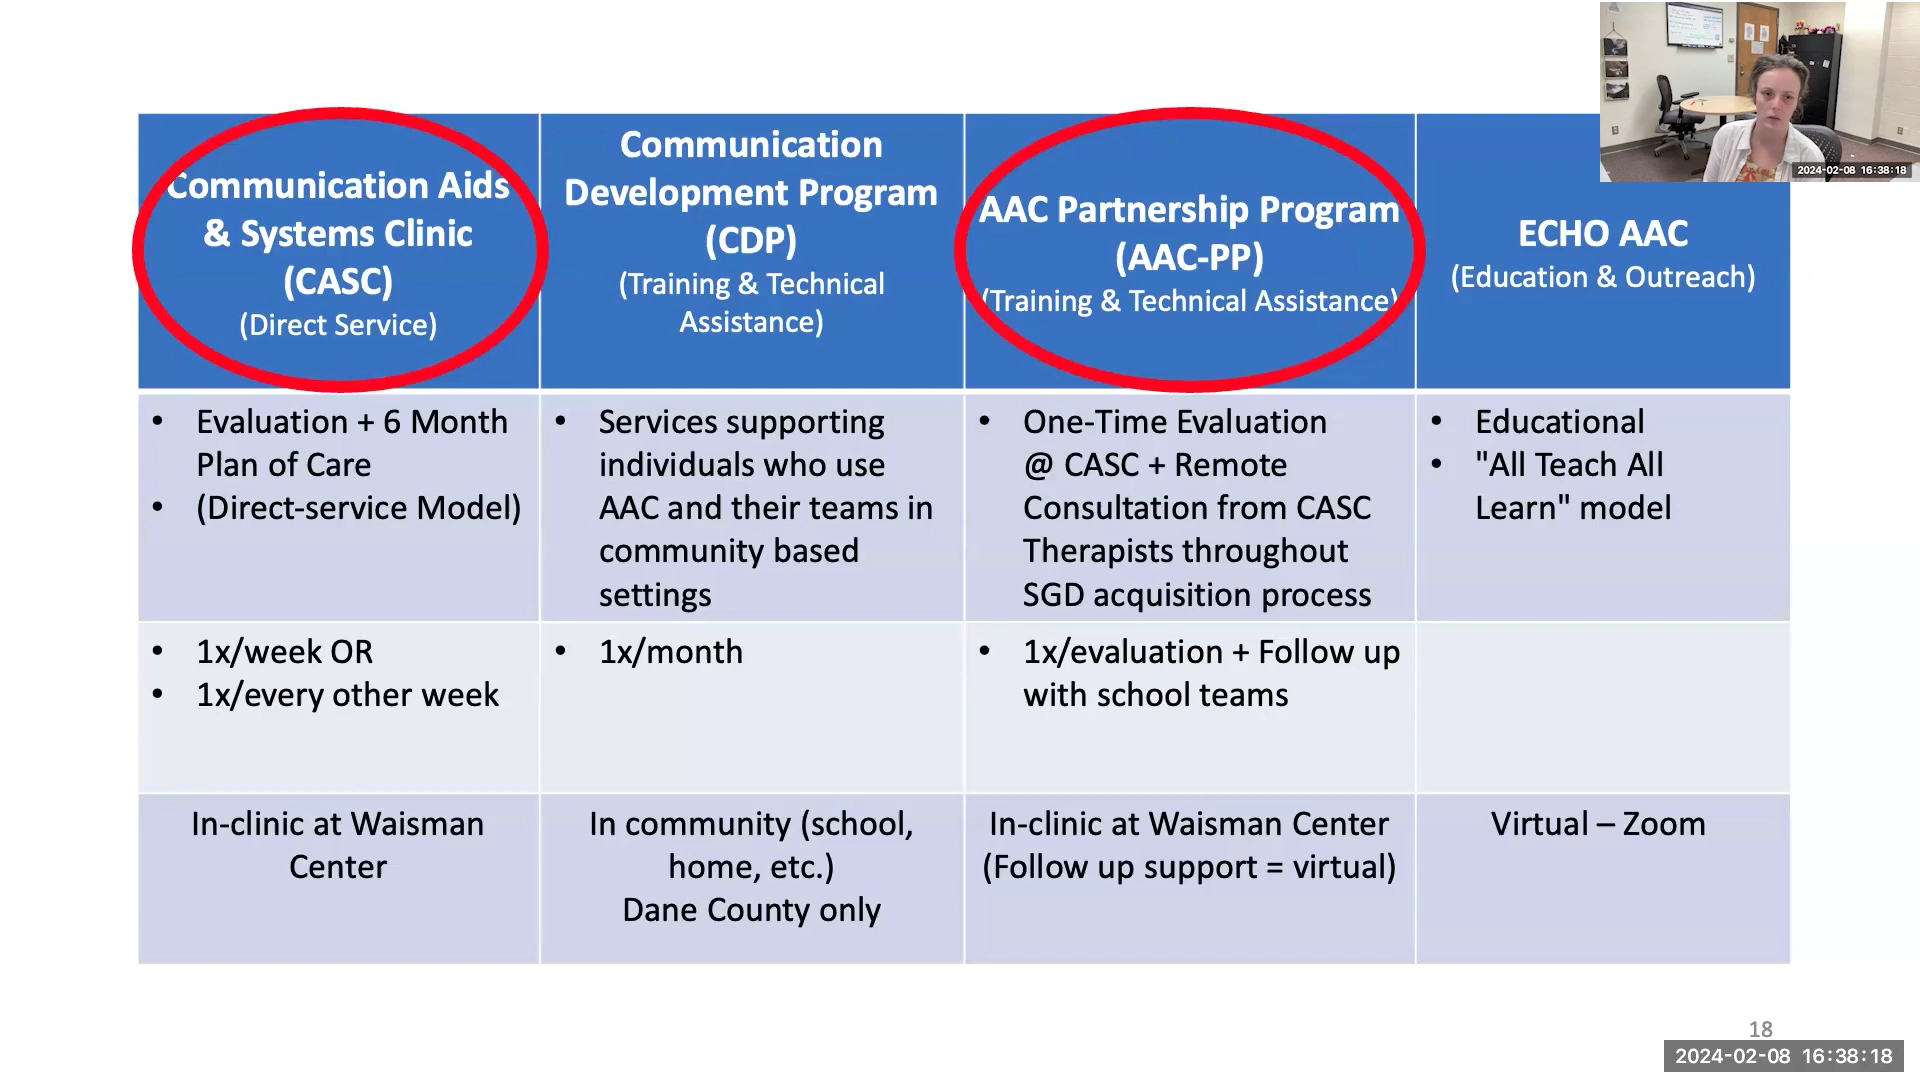 2024-02-08 16:38:18
Communication Aids
& Systems Clinic
(CASC)
(Direct Service)
Communication
Development Program
(CDP)
(Training & Technical
Assistance)
AAC Partnership Program
(AAC-PP)
(Training & Technical Assistance)
ECHO AAC
(Education & Outreach)
• Evaluation + 6 Month
Plan of Care
• (Direct-service Model)
• Services supporting
individuals who use
AAC and their teams in
community based
settings
• One-Time Evaluation
@ CASC + Remote
Consultation from CASC
Therapists throughout
SGD acquisition process
• Educational
• "All Teach All
Learn" model
• 1x/week OR
• 1x/every other week
• 1x/month
• 1x/evaluation + Follow up
with school teams
In-clinic at Waisman
Center
In community (school,
home, etc.)
Dane County only
In-clinic at Waisman Center
(Follow up support = virtual)
Virtual – Zoom
18
2024-02-08 16:38:18